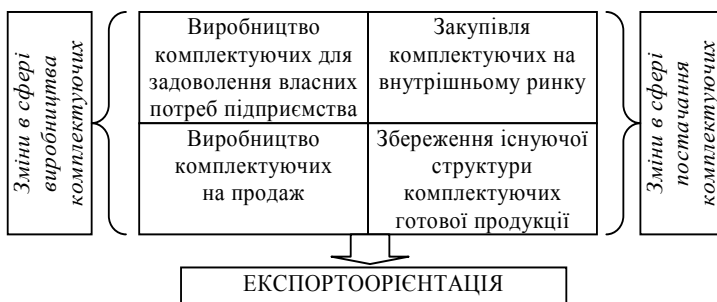 Зміни в сфері
виробництва
комплектуючих
Виробництво
комплектуючих для
задоволення власних
потреб підприємства
Закупівля
комплектуючих на
внутрішньому ринку
Виробництво
комплектуючих
на продаж
Збереження існуючої
структури
комплектуючих
готової продукції
Зміни в сфері
постачання
комплектуючих
ЕКСПОРТООРІЄНТАЦІЯ